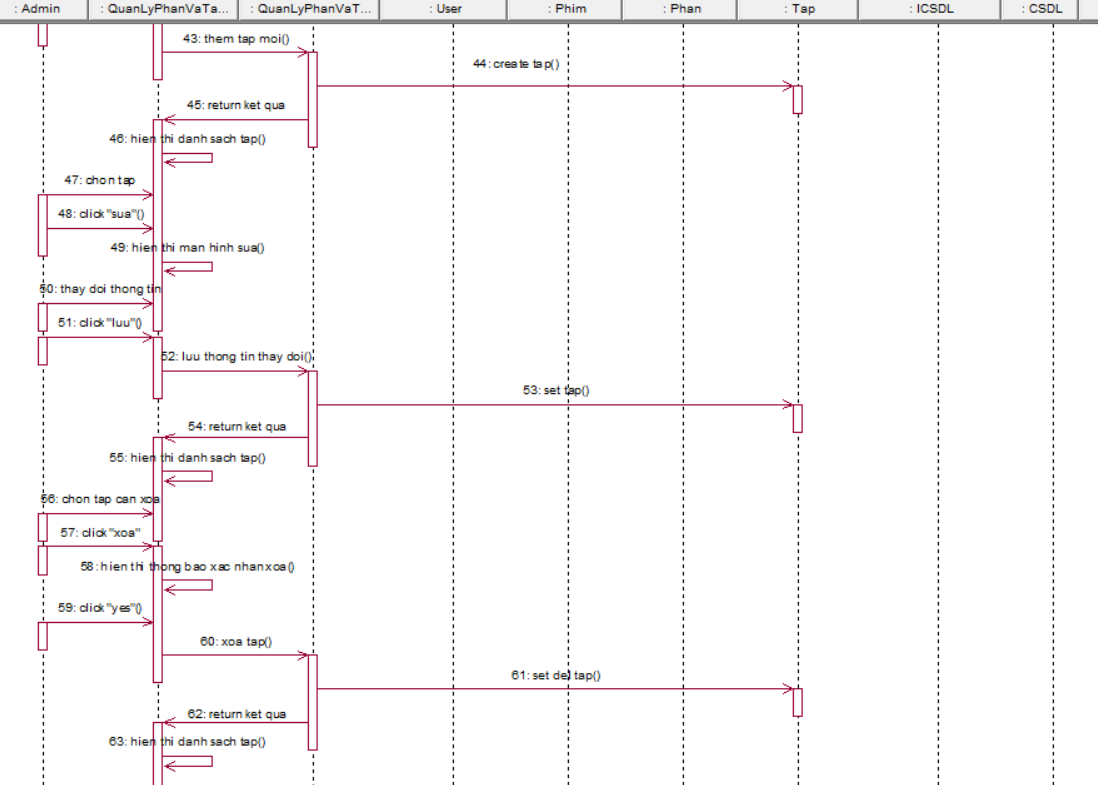 : Admin
: QuanLyPhanVaTa...
: QuanLyPhanVaT...
: User
: Phim
: Phan
: Tap
: ICSDL
: CSDL
43: them tap moi()
44: create tap()
45: return ket qua
46: hien thi danh sach tap()
47: chon tap
48: click "sua"()
49: hien thi man hinh sua()
50: thay doi thong tin
51: click "luu"()
52: luu thong tin thay doi()
53: set tap()
54: return ket qua
55: hien thi danh sach tap()
56: chon tap can xoa
57: click "xoa"
58: hien thi thong bao xac nhan xoa()
59: click "yes"()
60: xoa tap()
61: set del tap()
62: return ket qua
63: hien thi danh sach tap()